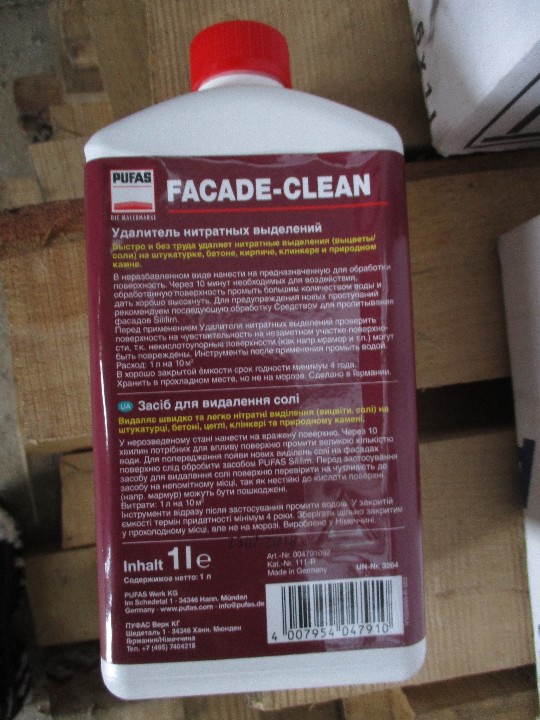 PUFAS
DIE MALERMARKE
FACADE-CLEAN
Удалитель нитратных выделений
Быстро и без труда удаляет нитратные выделения (выцветы/
соли) на штукатурке, бетоне, кирпиче, клинкере и природном
камне.
В неразбавленном виде нанести на предназначенную для обработки
поверхность. Через 10 минут необходимых для воздействия,
обработанную поверхность промыть большим количеством воды и
дать хорошо высохнуть. Для предупреждения новых проступаний
рекомендуем последующую обработку Средством для пропитывания
фасадов Sililim.
Перед применением Удалители нитратных выделений проверить
поверхность на чувствительность на незаметном участке поверхно-
сти, т.к. некислотоупорные поверхности (как напр.мрамор и т.п.) могут
быть повреждены. Инструменты после применения промыть водой.
Расход: 1 л на 10 м²
В хорошо закрытой ёмкости срок годности минимум 4 года.
Хранить в прохладном месте, но не на морозе. Сделано в Германии.
UA Засіб для видалення солі
Видаляє швидко та легко нітратні виділення (вицвіти, солі) на
штукатурці, бетоні, цеглі, клінкері та природному камені.
У нерозведеному стані нанести на вражену поверхню. Через 10
хвилин потрібних для впливу поверхню промити великою кількістю
води. Для попередження появи нових виділень солі на фасадах
поверхню слід обробити засобом PUFAS Sililim. Перед застосування
засобу для видалення солі поверхню перевірити на чутливість до
засобу на непомітному місці, так як нестійкі до кислоти поверхні
(напр. мармур) можуть бути пошкоджені.
Витрати: 1 л на 10 м²
Інструменти відразу після застосування промити водою. У закритій
ємкості термін придатності мінімум 4 роки. Зберігати щільно закритим
у прохолодному місці, але не на морозі. Вироблено у Німеччині.
Inhalt 1l e
Содержимое нетто: 1 л
Art.-Nr. 004701092
Kat.-Nr. 111-R
Made in Germany
UN-Nr. 3264
PUFAS Werk KG
Im Schedetal 1 · 34346 Hann. Münden
Germany · www.pufas.com · info@pufas.de
ПУФАС Верк КГ
Шедеталь 1 - 34346 Ханн. Мюнден
Германия/Німеччина
Тел. +7 (495) 7404218
4 007954 047910